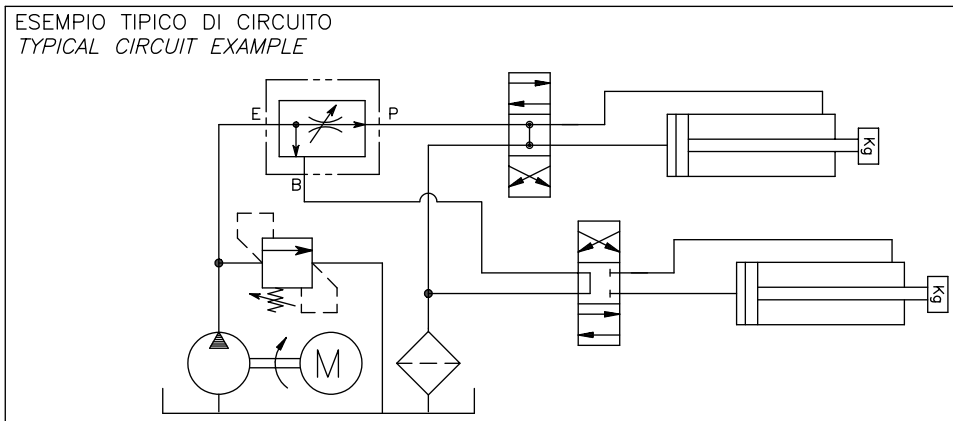 ESEMPIO TIPICO DI CIRCUITO
TYPICAL CIRCUIT EXAMPLE
E
P
B
Kg
Kg
M